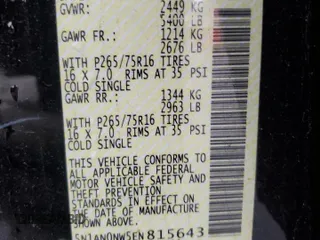 GVWR: 2449 KG
5400 LB
GAWR FR.: 1214 KG
2676 LB
WITH P265/75R16 TIRES
16 X 7.0 RIMS AT 35 PSI
COLD SINGLE
GAWR RR.: 1344 KG
2963 LB
WITH P265/75R16 TIRES
16 X 7.0 RIMS AT 35 PSI
COLD SINGLE
THIS VEHICLE CONFORMS TO
ALL APPLICABLE FEDERAL
MOTOR VEHICLE SAFETY AND
THEFT PREVENTION
STANDARDS IN EFFECT ON
THE DATE OF MANUFACTURE
5N1AN0NW5EN815643